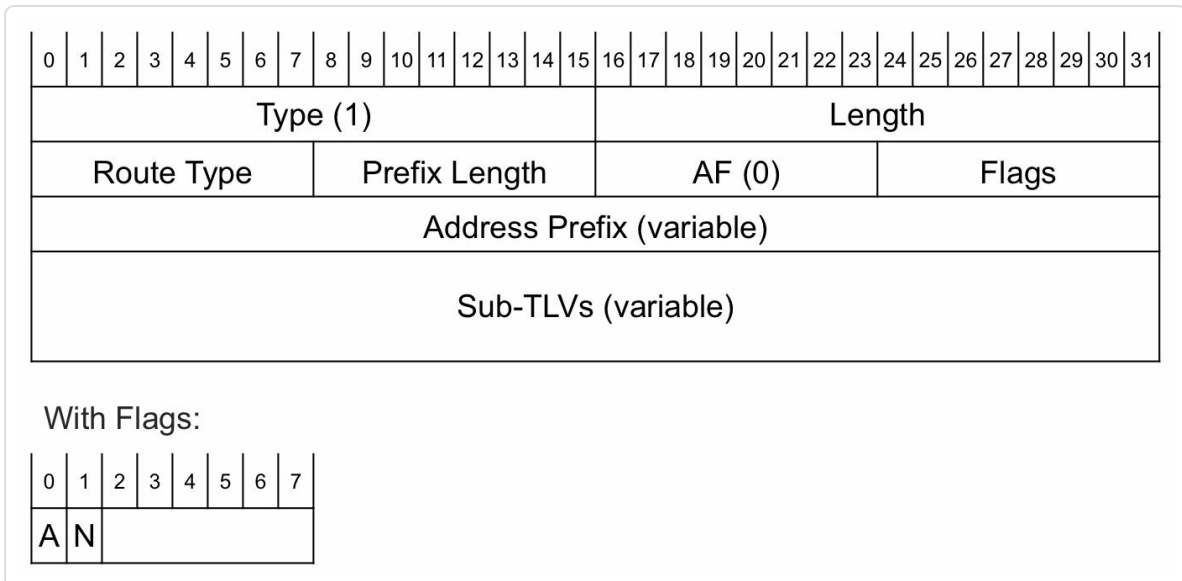 0 1 2 3 4 5 6 7 8 9 10 11 12 13 14 15 16 17 18 19 20 21 22 23 24 25 26 27 28 29 30 31
Type (1) Length
Route Type Prefix Length AF (0) Flags
Address Prefix (variable)
Sub-TLVs (variable)
With Flags:
0 1 2 3 4 5 6 7
A N